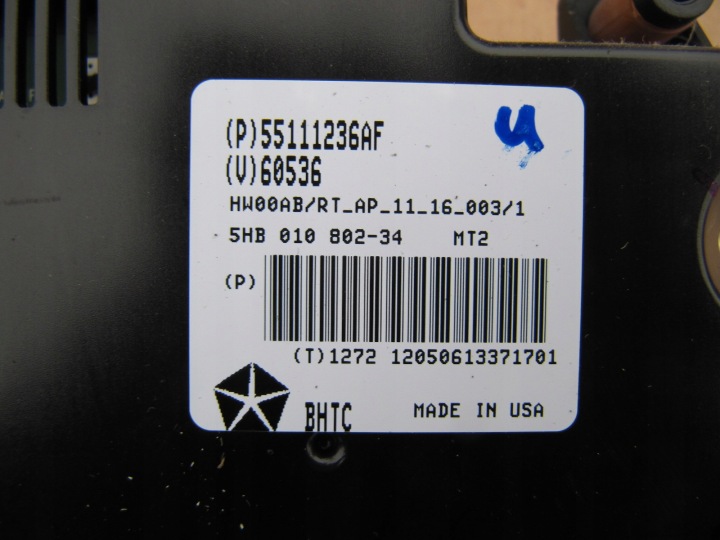 (P)55111236AF
(V)60536
HW00AB/RT_AP_11_16_003/1
5HB 010 802-34 MT2
(P)
(T)1272 12050613371701
BHTC MADE IN USA